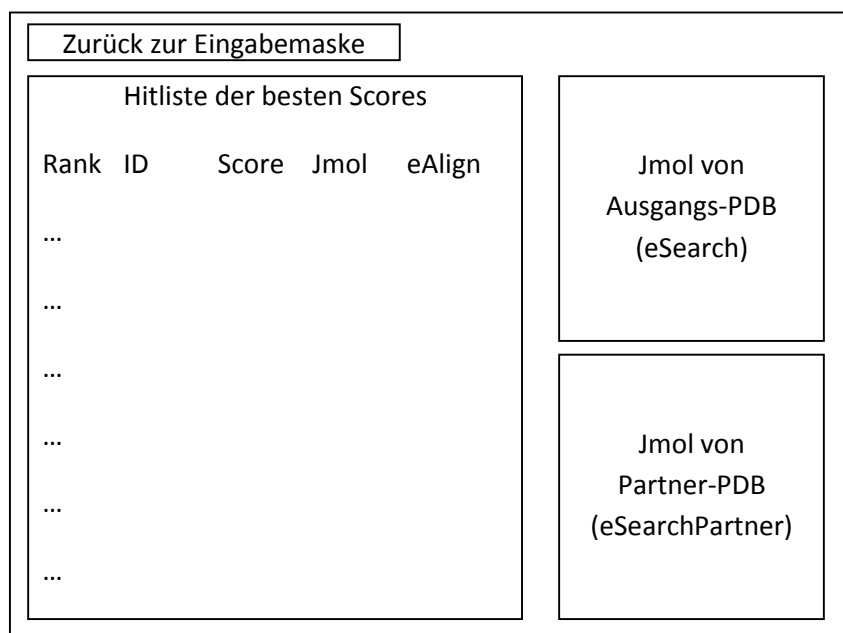 Zurück zur Eingabemaske
Hitliste der besten Scores
Rank ID Score Jmol eAlign
...
...
...
...
...
...
Jmol von
Ausgangs-PDB
(eSearch)
Jmol von
Partner-PDB
(eSearchPartner)